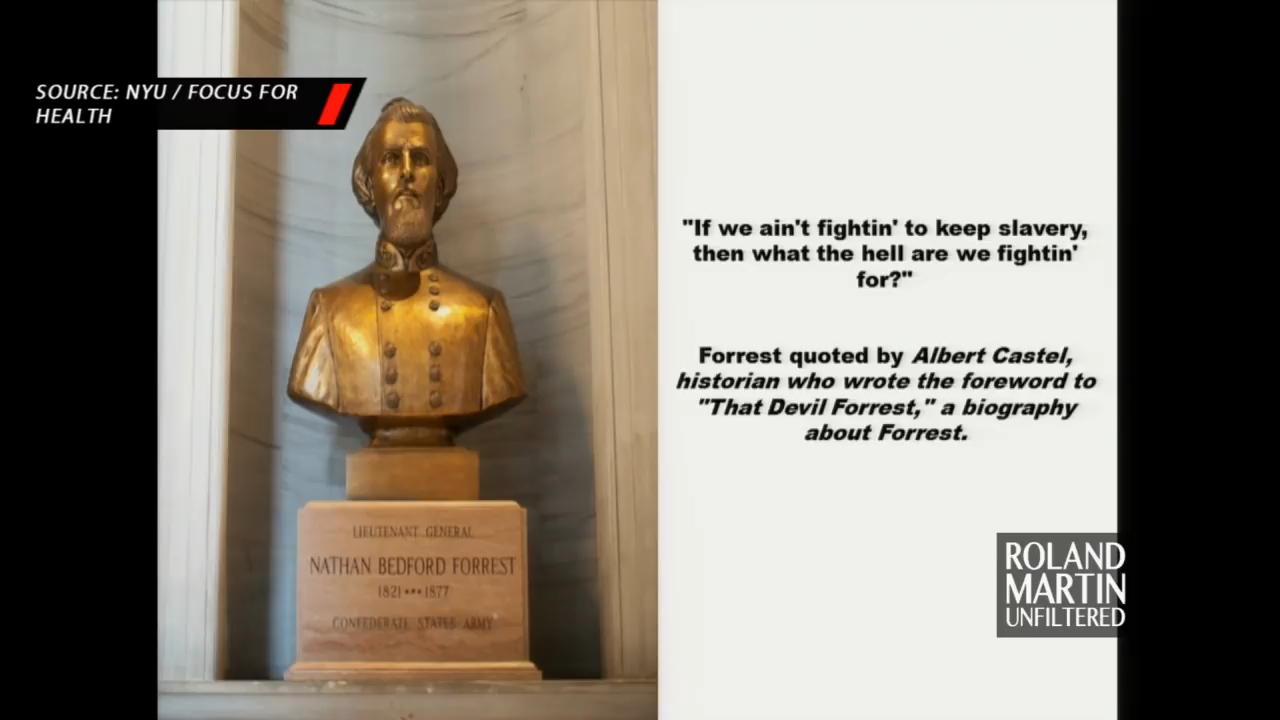 SOURCE: NYU / FOCUS FOR
HEALTH
"If we ain't fightin' to keep slavery,
then what the hell are we fightin'
for?"
Forrest quoted by Albert Castel,
historian who wrote the foreword to
"That Devil Forrest," a biography
about Forrest.
LIEUTENANT GENERAL
NATHAN BEDFORD FORREST
1821 ••• 1877
CONFEDERATE STATES ARMY
ROLAND
MARTIN
UNFILTERED